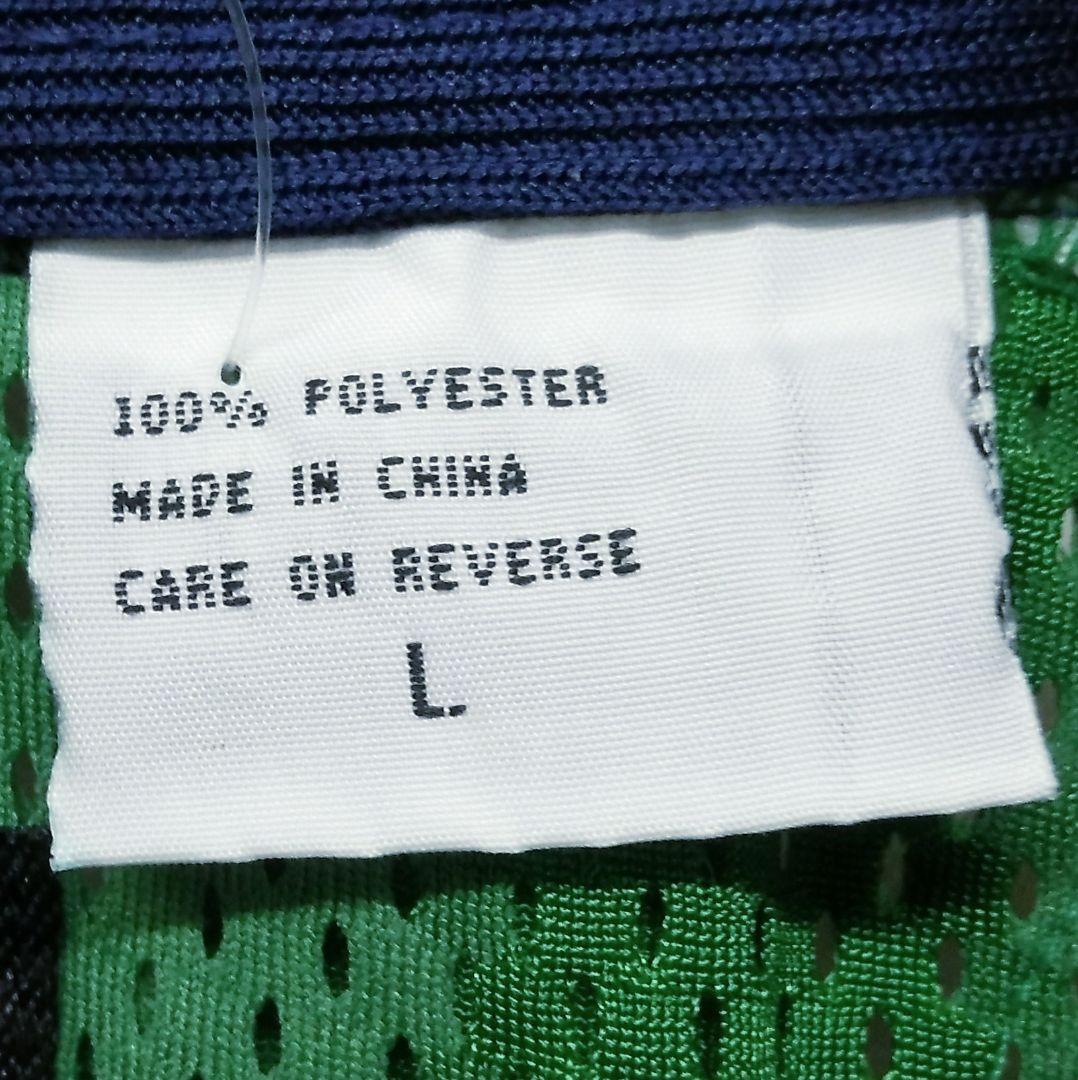 100% POLYESTER
MADE IN CHINA
CARE ON REVERSE
L